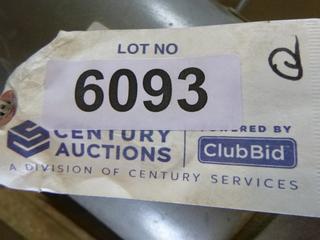 LOT NO
6093
CENTURY
AUCTIONS
POWERED BY
ClubBid
A DIVISION OF CENTURY SERVICES